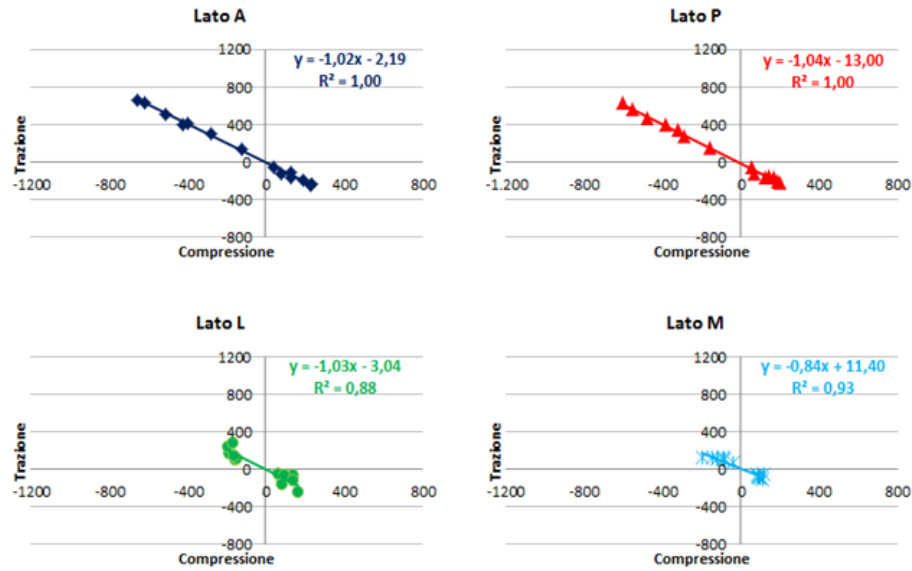 Lato A
1200
y = -1,02x - 2,19
R² = 1,00
800
400
0
-1200 -800 -400 0 400 800
-400
-800
Trazione
Compressione
Lato P
1200
y = -1,04x - 13,00
R² = 1,00
800
400
0
-1200 -800 -400 0 400 800
-400
-800
Trazione
Compressione
Lato L
1200
y = -1,03x - 3,04
R² = 0,88
800
400
0
-1200 -800 -400 0 400 800
-400
-800
Trazione
Compressione
Lato M
1200
y = -0,84x + 11,40
R² = 0,93
800
400
0
-1200 -800 -400 0 400 800
-400
-800
Trazione
Compressione